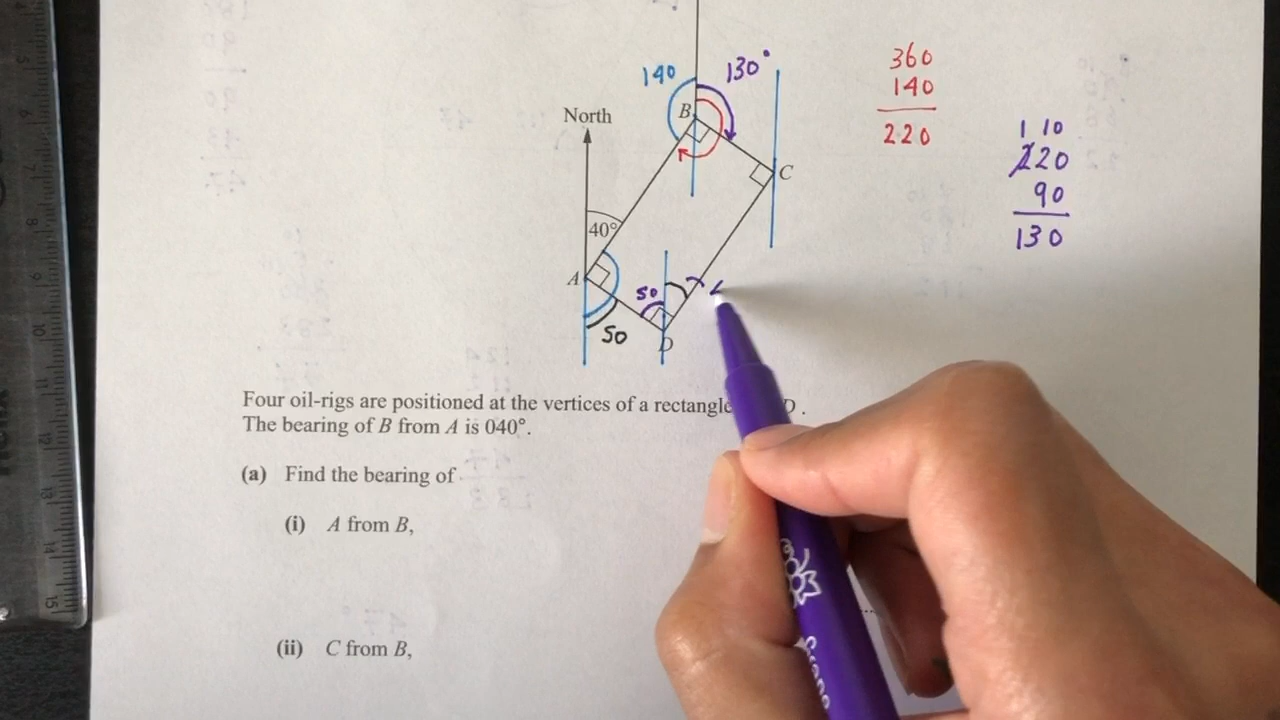 140
130°
B
North
C
40°
A
50
50
D
360
140
220
1 10
220
90
130
Four oil-rigs are positioned at the vertices of a rectangle D.
The bearing of B from A is 040°.
(a) Find the bearing of
(i) A from B,
(ii) C from B,